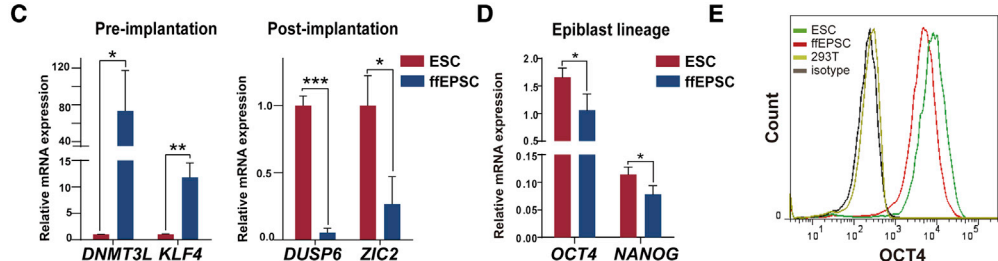 C
Pre-implantation
Relative mRNA expression
120
80
40
15
10
5
0
*
**
DNMT3L KLF4
Post-implantation
Relative mRNA expression
1.0
0.5
0.0
***
*
DUSP6 ZIC2
ESC
ffEPSC
D
Epiblast lineage
Relative mRNA expression
2.0
1.5
1.0
0.5
0.15
0.10
0.05
0.00
*
*
OCT4 NANOG
ESC
ffEPSC
E
ESC
ffEPSC
293T
isotype
Count
0
10¹ 10² 10³ 10⁴ 10⁵
OCT4